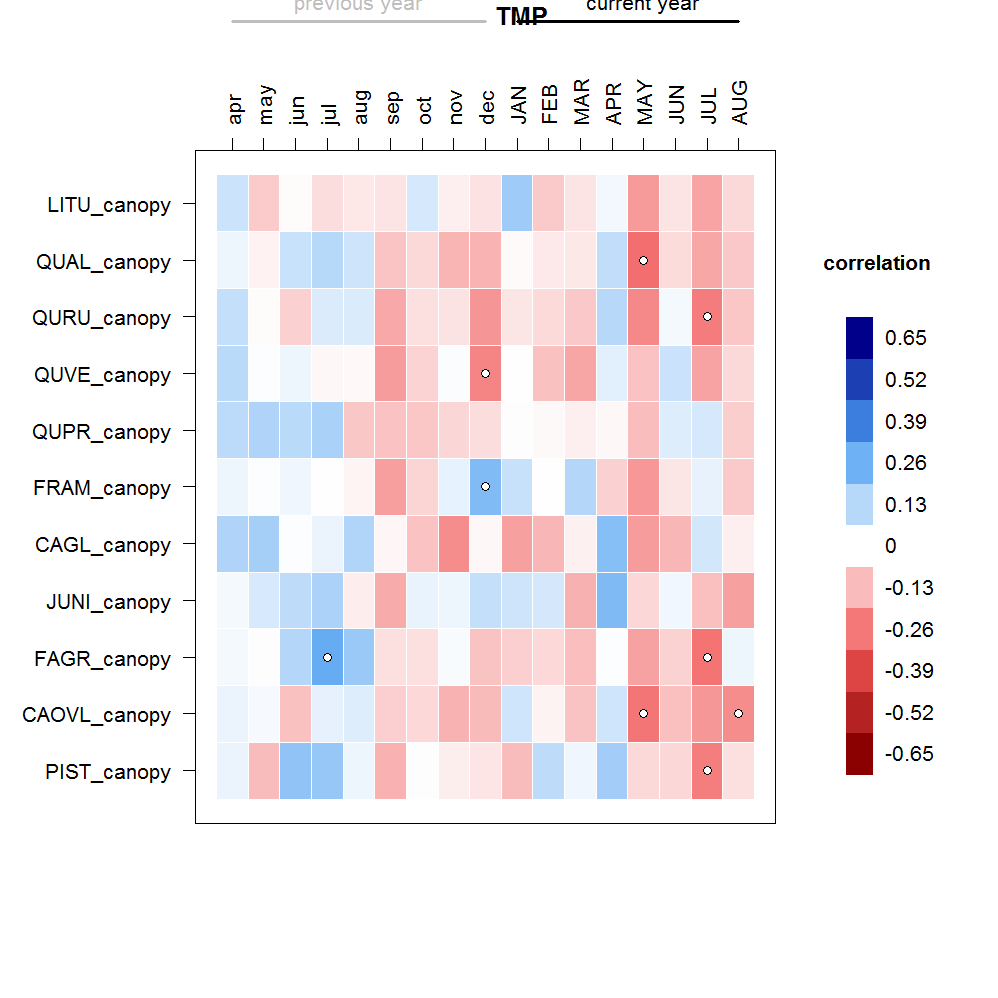 previous year
current year
TMP
apr
may
jun
jul
aug
sep
oct
nov
dec
JAN
FEB
MAR
APR
MAY
JUN
JUL
AUG
LITU_canopy
QUAL_canopy
QURU_canopy
QUVE_canopy
QUPR_canopy
FRAM_canopy
CAGL_canopy
JUNI_canopy
FAGR_canopy
CAOVL_canopy
PIST_canopy
correlation
0.65
0.52
0.39
0.26
0.13
0
-0.13
-0.26
-0.39
-0.52
-0.65